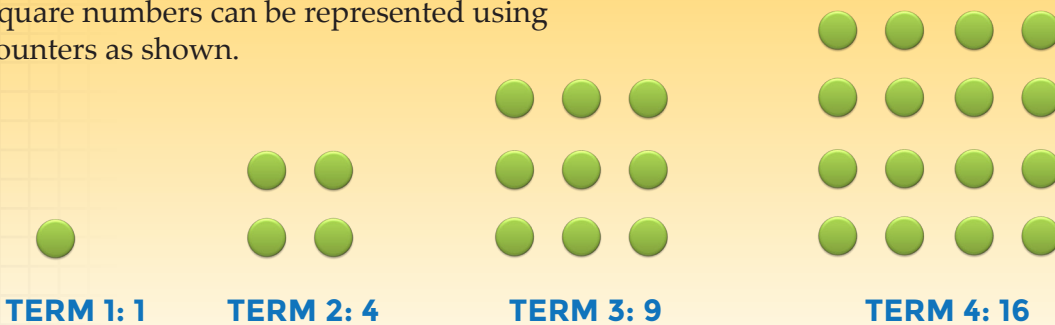 quare numbers can be represented using
ounters as shown.
TERM 1: 1
TERM 2: 4
TERM 3: 9
TERM 4: 16